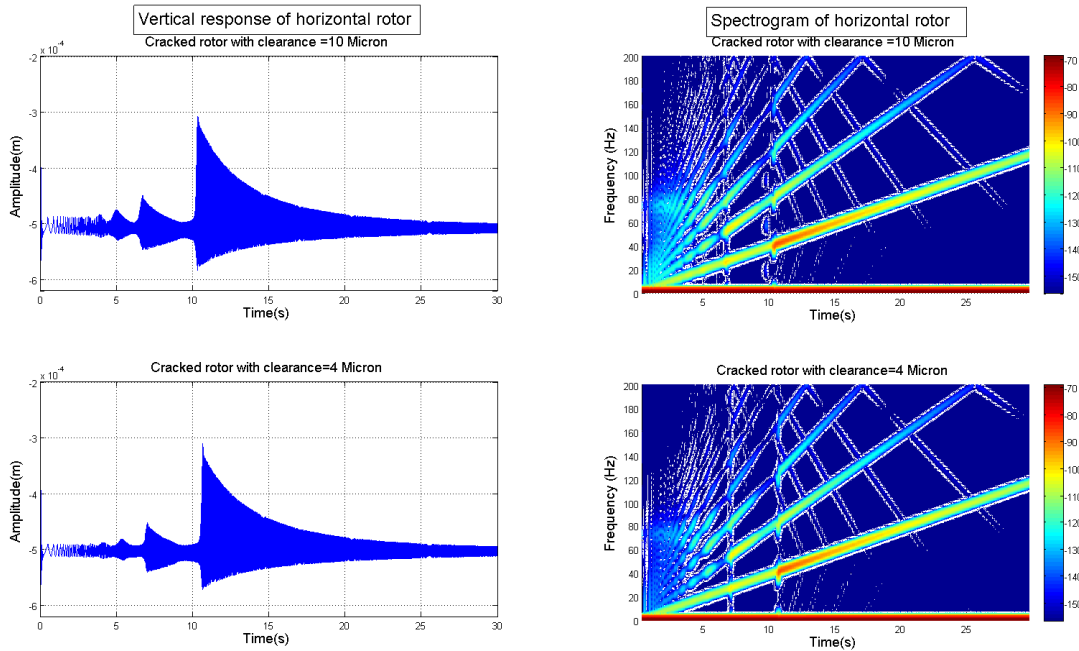 Vertical response of horizontal rotor
Spectrogram of horizontal rotor
Cracked rotor with clearance =10 Micron
x 10⁻⁴
-2
-3
-4
-5
-6
Amplitude(m)
0 5 10 15 20 25 30
Time(s)
Cracked rotor with clearance =10 Micron
200
180
160
140
120
100
80
60
40
20
0
Frequency (Hz)
5 10 15 20 25
Time(s)
-70
-80
-90
-100
-110
-120
-130
-140
-150
Cracked rotor with clearance=4 Micron
x 10⁻⁴
-2
-3
-4
-5
-6
Amplitude(m)
0 5 10 15 20 25 30
Time(s)
Cracked rotor with clearance=4 Micron
200
180
160
140
120
100
80
60
40
20
0
Frequency (Hz)
5 10 15 20 25
Time(s)
-70
-80
-90
-100
-110
-120
-130
-140
-150